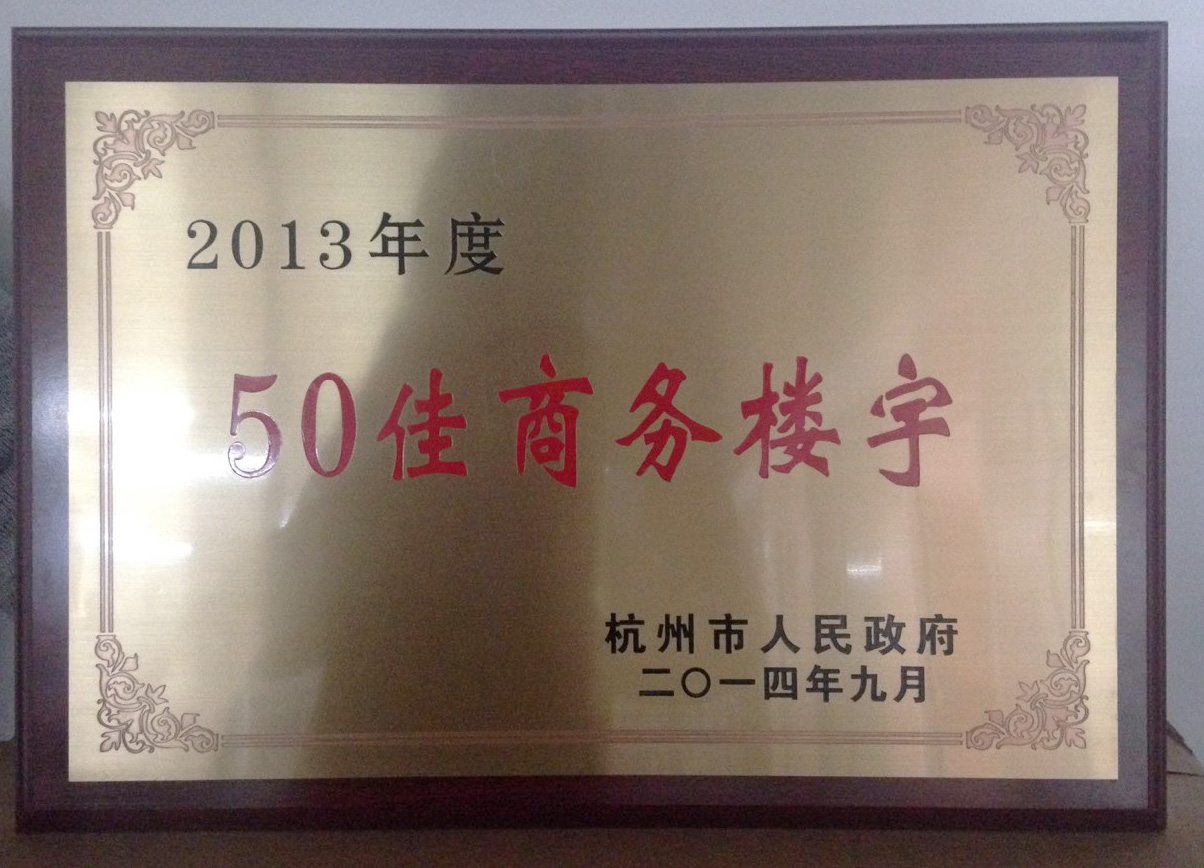 2013年度
50佳商务楼宇
杭州市人民政府
二〇一四年九月